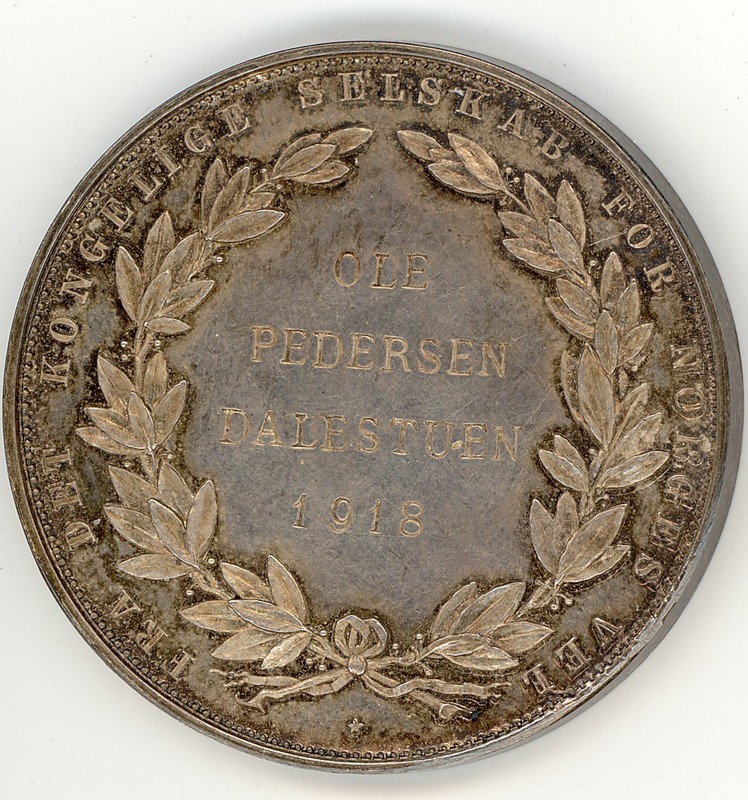 FRA DET KONGELIGE SELSKAB FOR NORGES VEL
OLE
PEDERSEN
DALESTUEN
1918